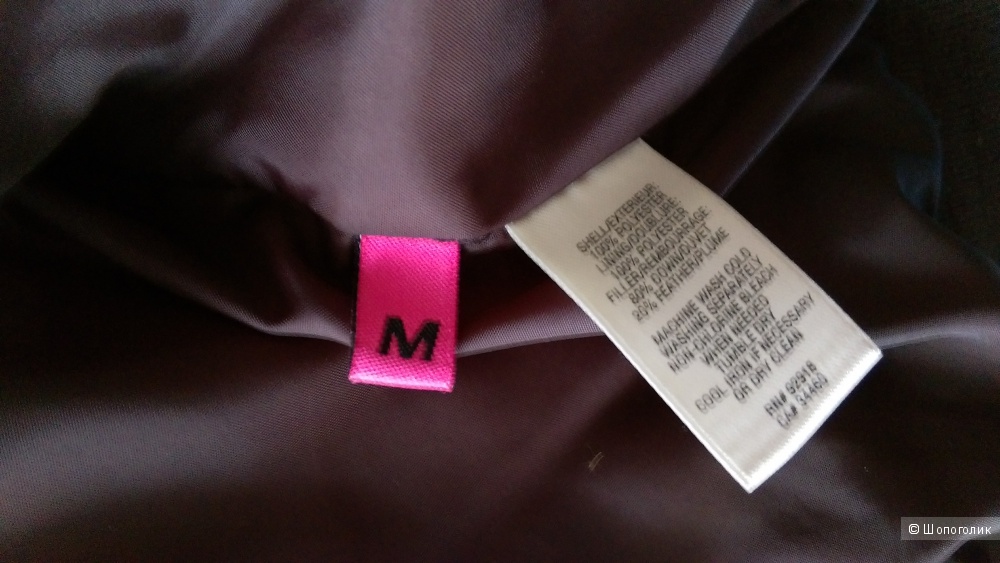 M
SHELL/EXTERIEUR:
100% POLYESTER
LINING/DOUBLURE:
100% POLYESTER
FILLER/REMBOURRAGE:
80% DOWN/DUVET
20% FEATHER/PLUME
MACHINE WASH COLD
WASHING SEPARATELY
NON-CHLORINE BLEACH
WHEN NEEDED
TUMBLE DRY
COOL IRON IF NECESSARY
OR DRY CLEAN
RN# 92918
CA# 34460
© Шопоголик